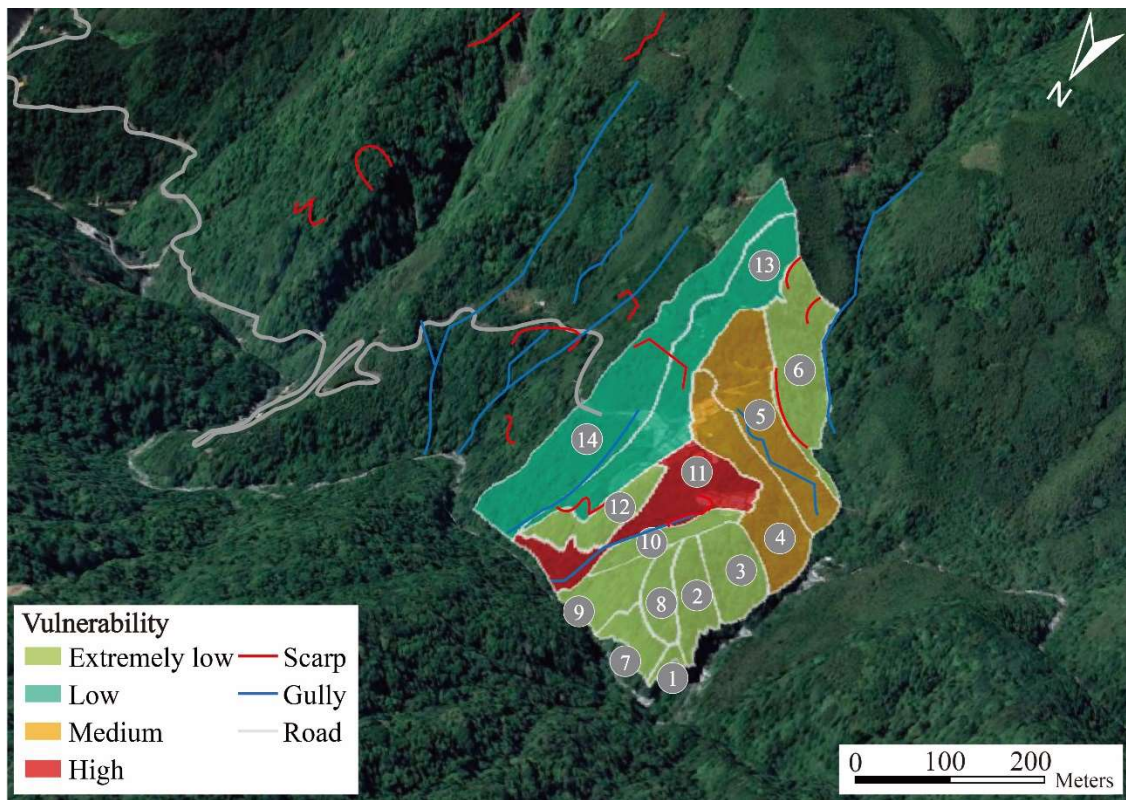 N
13
6
5
14
11
12
10
4
3
2
8
9
7
1
Vulnerability
Extremely low
Low
Medium
High
Scarp
Gully
Road
0 100 200
Meters